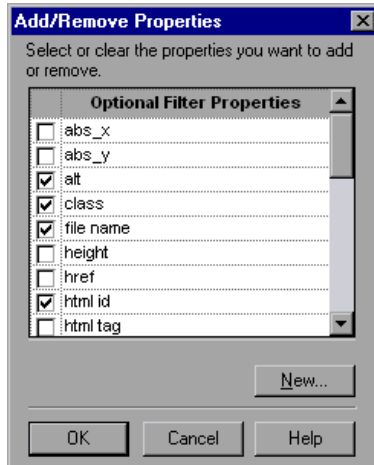 Add/Remove Properties
Select or clear the properties you want to add
or remove.
Optional Filter Properties
abs_x
abs_y
alt
class
file name
height
href
html id
html tag
New...
OK Cancel Help